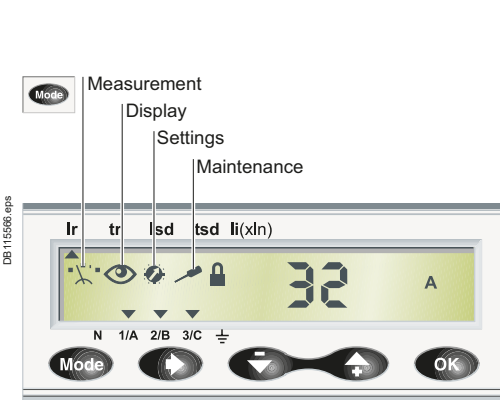 Mode
Measurement
Display
Settings
Maintenance
DB115566.eps
Ir tr Isd tsd Ii(xIn)
32 A
N 1/A 2/B 3/C
Mode - + OK